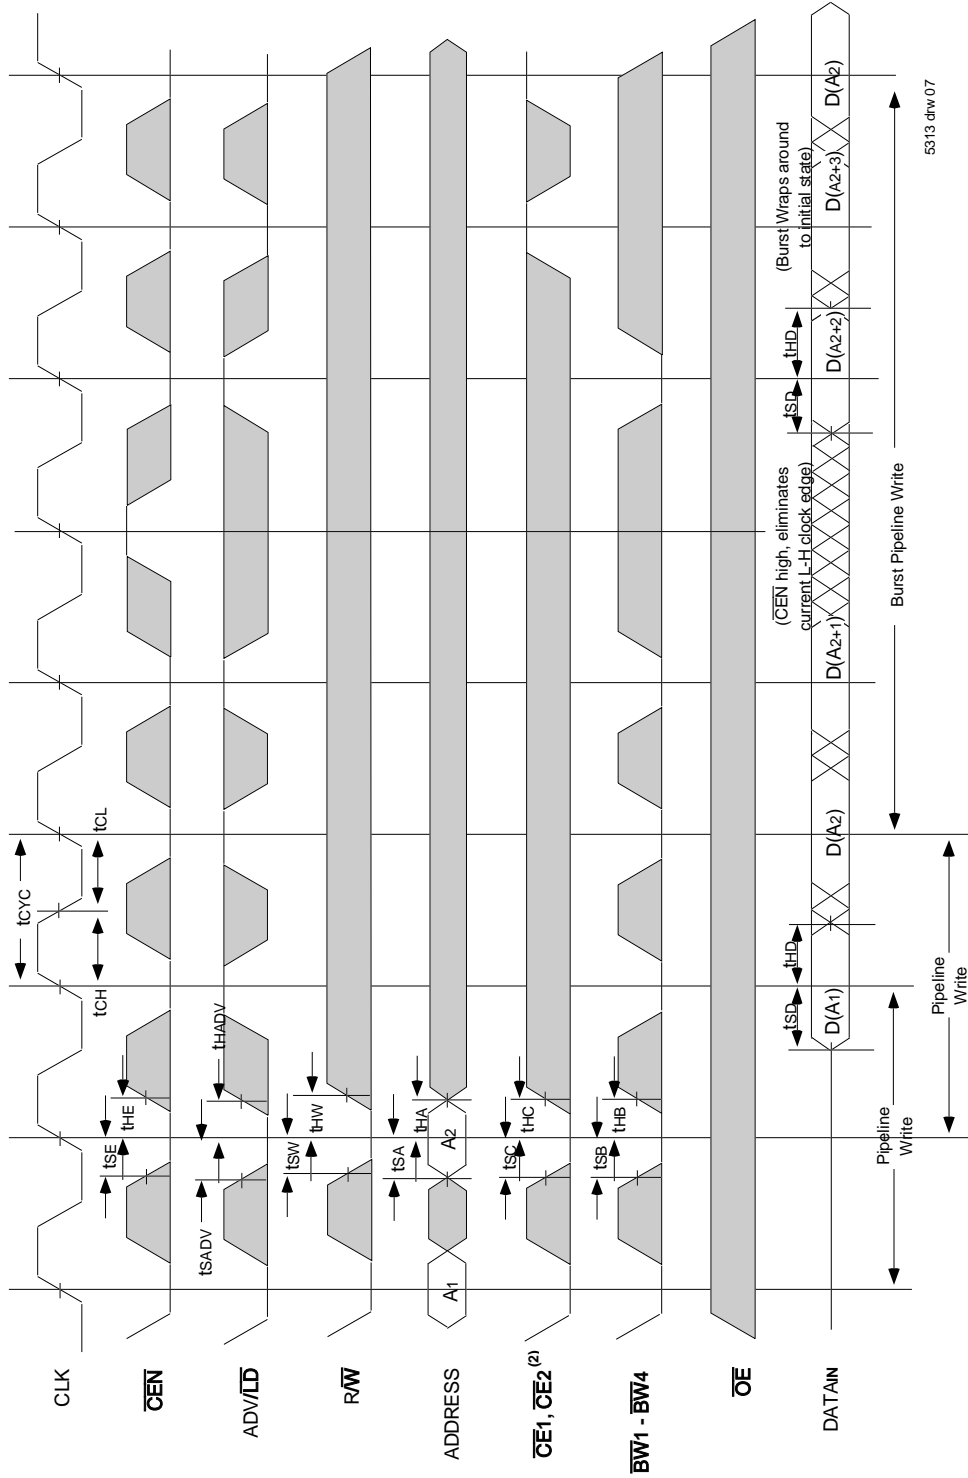 CLK
tCYC
tCH
tCL
CEN
tSE
tHE
ADV/LD
tSADV
tHADV
R/W
tSW
tHW
ADDRESS
A1
A2
tSA
tHA
CE1, CE2 (2)
tSC
tHC
BW1 - BW4
tSB
tHB
OE
DATAIN
D(A1)
D(A2)
D(A2+1)
D(A2+2)
D(A2+3)
D(A2)
tSD
tHD
tSD
tHD
(CEN high, eliminates
current L-H clock edge)
(Burst Wraps around
to initial state)
Pipeline
Write
Pipeline
Write
Burst Pipeline Write
5313 drw 07